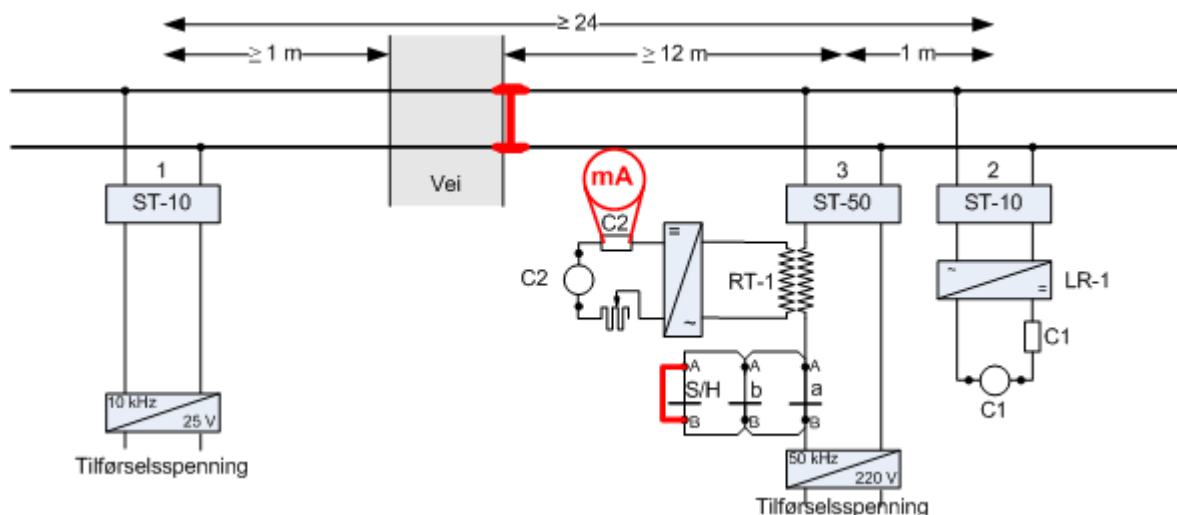 ≥ 24
≥ 1 m
≥ 12 m
1 m
1
Vei
mA
3
2
ST-10
ST-50
ST-10
C2
=
~
C2
RT-1
~
=
LR-1
C1
C1
A
A
A
S/H
b
a
B
B
B
10 kHz
25 V
Tilførselsspenning
50 kHz
220 V
Tilførselsspenning